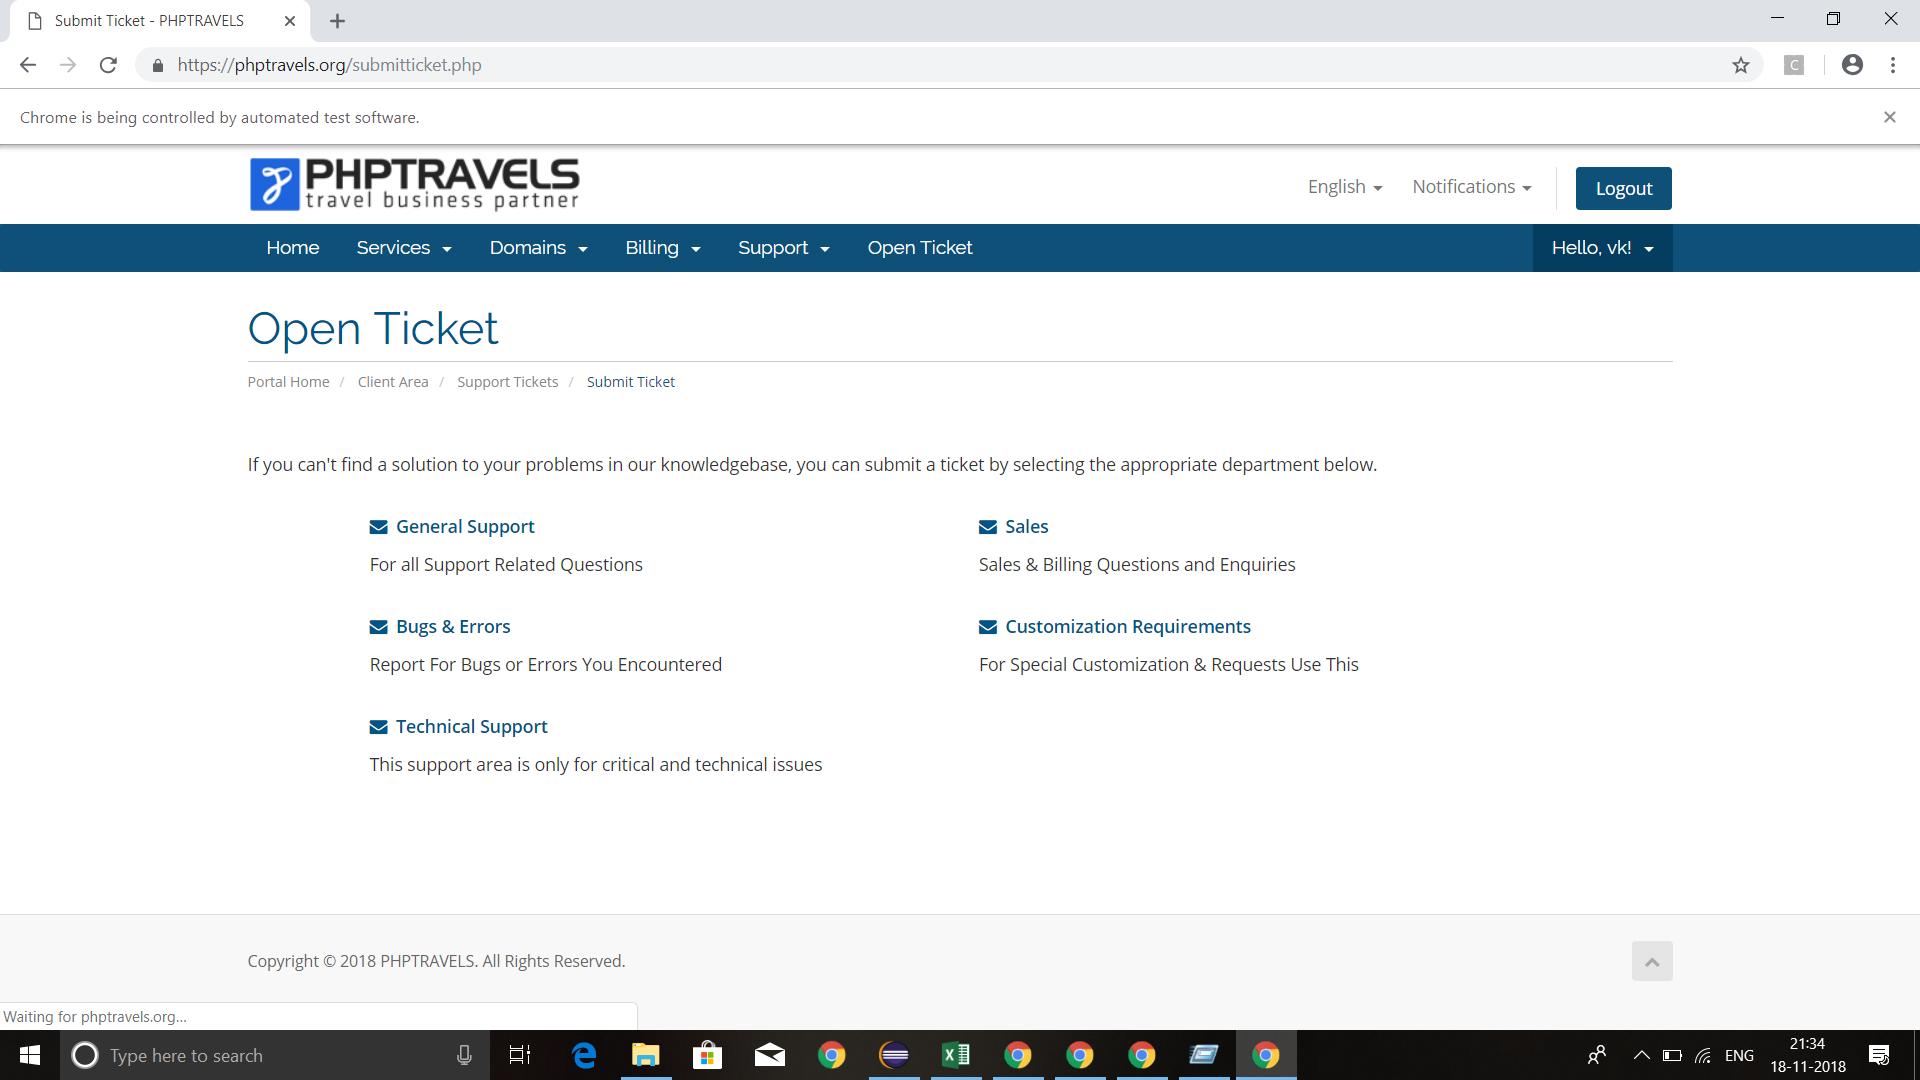 Submit Ticket - PHPTRAVELS
https://phptravels.org/submitticket.php
C
Chrome is being controlled by automated test software.
PHPTRAVELS
travel business partner
English
Notifications
Logout
Home Services Domains Billing Support Open Ticket Hello, vk!
Open Ticket
Portal Home / Client Area / Support Tickets / Submit Ticket
If you can't find a solution to your problems in our knowledgebase, you can submit a ticket by selecting the appropriate department below.
General Support
For all Support Related Questions
Sales
Sales & Billing Questions and Enquiries
Bugs & Errors
Report For Bugs or Errors You Encountered
Customization Requirements
For Special Customization & Requests Use This
Technical Support
This support area is only for critical and technical issues
Copyright © 2018 PHPTRAVELS. All Rights Reserved.
Waiting for phptravels.org...
Type here to search
ENG
21:34
18-11-2018